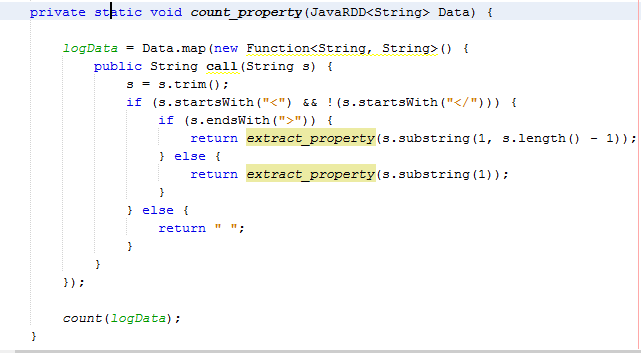 private static void count_property(JavaRDD<String> Data) {
logData = Data.map(new Function<String, String>() {
public String call(String s) {
s = s.trim();
if (s.startsWith("<") && !(s.startsWith("</"))) {
if (s.endsWith(">")) {
return extract_property(s.substring(1, s.length() - 1));
} else {
return extract_property(s.substring(1));
}
} else {
return " ";
}
}
});
count(logData);
}